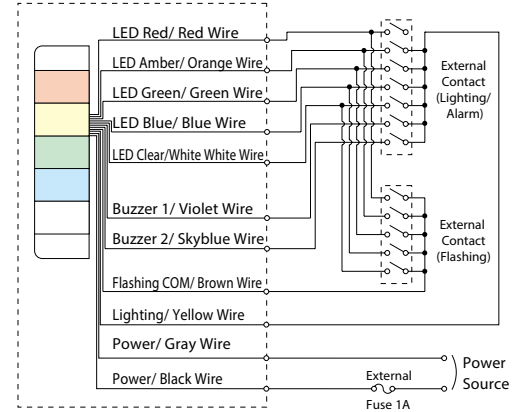 LED Red/ Red Wire
LED Amber/ Orange Wire
LED Green/ Green Wire
LED Blue/ Blue Wire
LED Clear/White White Wire
Buzzer 1/ Violet Wire
Buzzer 2/ Skyblue Wire
Flashing COM/ Brown Wire
Lighting/ Yellow Wire
Power/ Gray Wire
Power/ Black Wire
External
Contact
(Lighting/
Alarm)
External
Contact
(Flashing)
Power
Source
External
Fuse 1A